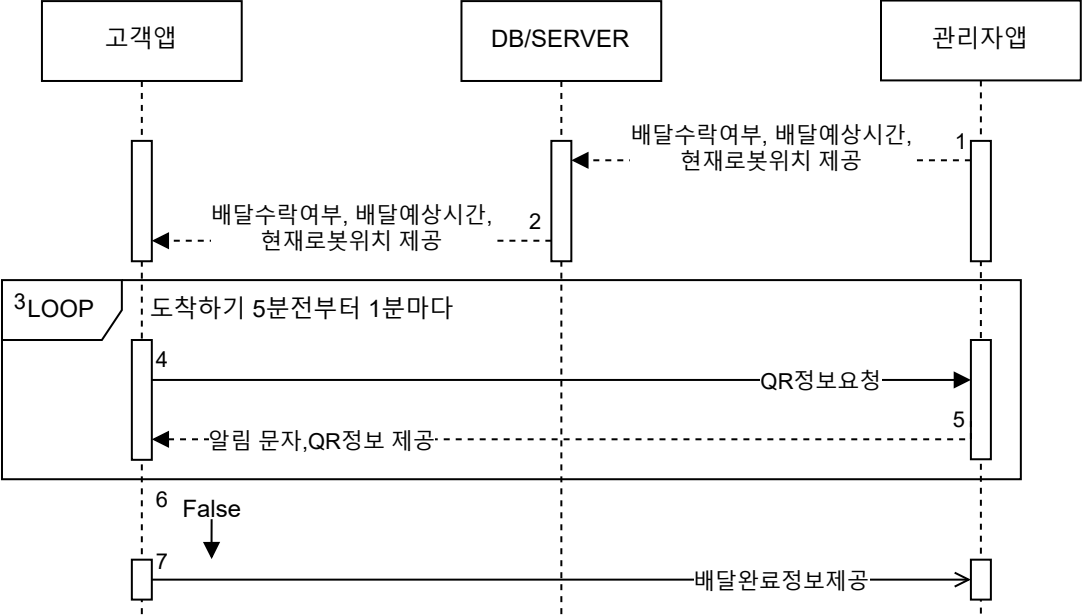 고객앱
DB/SERVER
관리자앱
1
배달수락여부, 배달예상시간,
현재로봇위치 제공
2
배달수락여부, 배달예상시간,
현재로봇위치 제공
3LOOP
도착하기 5분전부터 1분마다
4
QR정보요청
5
알림 문자,QR정보 제공
6
False
7
배달완료정보제공